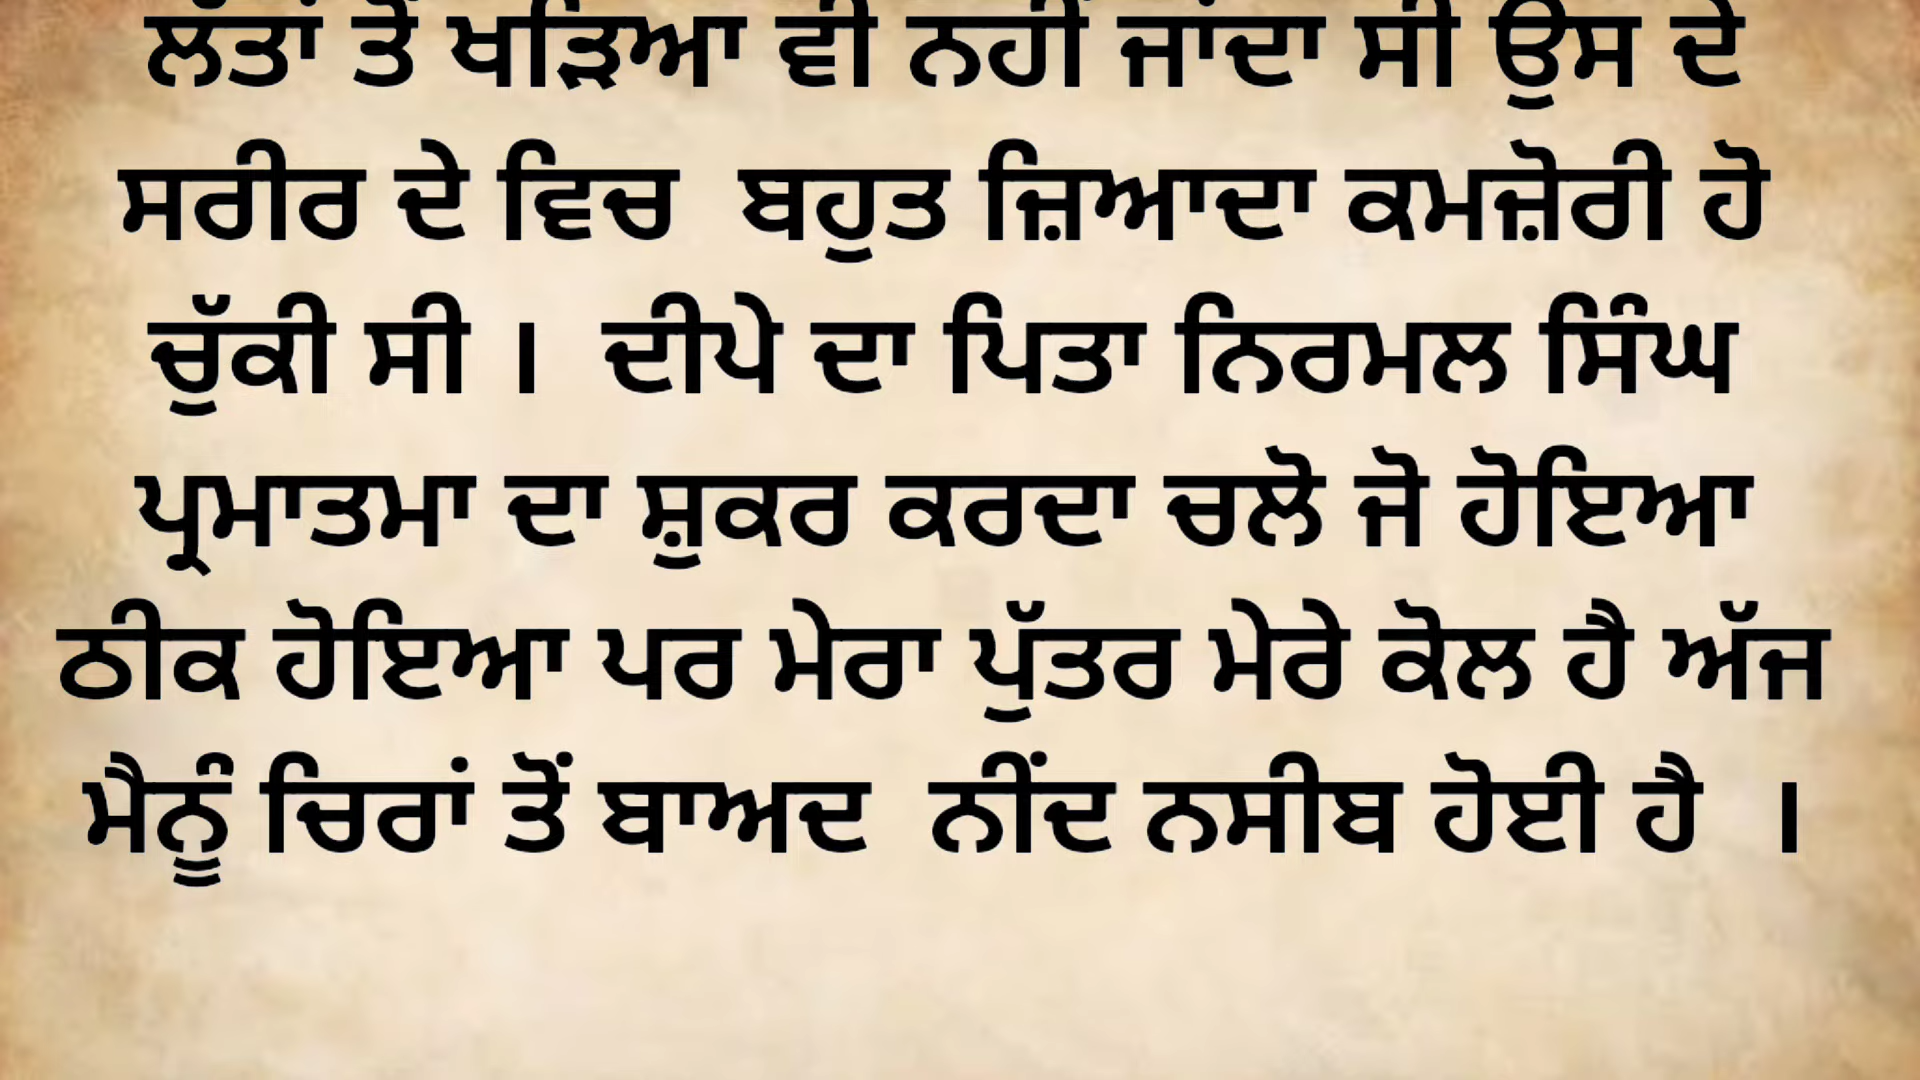 ਲੱਤਾਂ ਤੋਂ ਖੜਿਆ ਵੀ ਨਹੀਂ ਜਾਂਦਾ ਸੀ ਉਸ ਦੇ
ਸਰੀਰ ਦੇ ਵਿਚ ਬਹੁਤ ਜ਼ਿਆਦਾ ਕਮਜ਼ੋਰੀ ਹੋ
ਚੁੱਕੀ ਸੀ । ਦੀਪੇ ਦਾ ਪਿਤਾ ਨਿਰਮਲ ਸਿੰਘ
ਪ੍ਰਮਾਤਮਾ ਦਾ ਸ਼ੁਕਰ ਕਰਦਾ ਚਲੋ ਜੋ ਹੋਇਆ
ਠੀਕ ਹੋਇਆ ਪਰ ਮੇਰਾ ਪੁੱਤਰ ਮੇਰੇ ਕੋਲ ਹੈ ਅੱਜ
ਮੈਨੂੰ ਚਿਰਾਂ ਤੋਂ ਬਾਅਦ ਨੀਂਦ ਨਸੀਬ ਹੋਈ ਹੈ ।